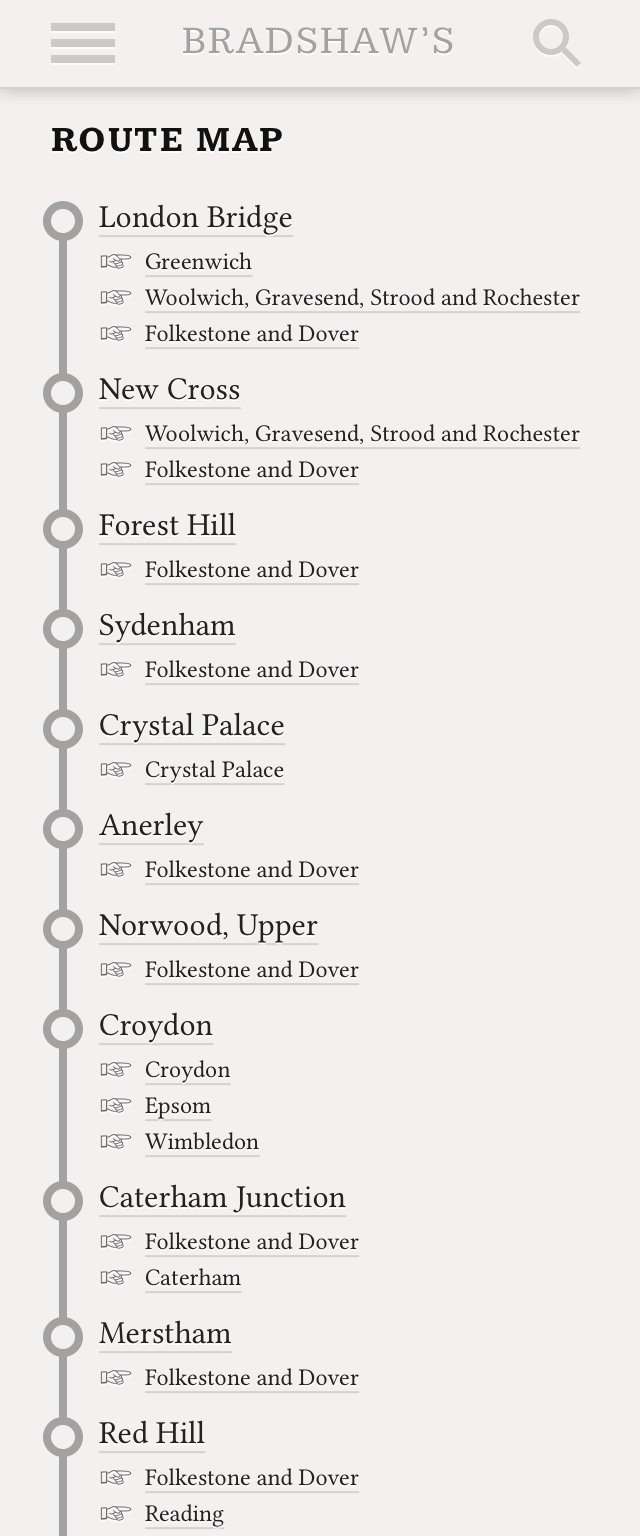 BRADSHAW’S
ROUTE MAP
London Bridge
☞ Greenwich
☞ Woolwich, Gravesend, Strood and Rochester
☞ Folkestone and Dover
New Cross
☞ Woolwich, Gravesend, Strood and Rochester
☞ Folkestone and Dover
Forest Hill
☞ Folkestone and Dover
Sydenham
☞ Folkestone and Dover
Crystal Palace
☞ Crystal Palace
Anerley
☞ Folkestone and Dover
Norwood, Upper
☞ Folkestone and Dover
Croydon
☞ Croydon
☞ Epsom
☞ Wimbledon
Caterham Junction
☞ Folkestone and Dover
☞ Caterham
Merstham
☞ Folkestone and Dover
Red Hill
☞ Folkestone and Dover
☞ Reading